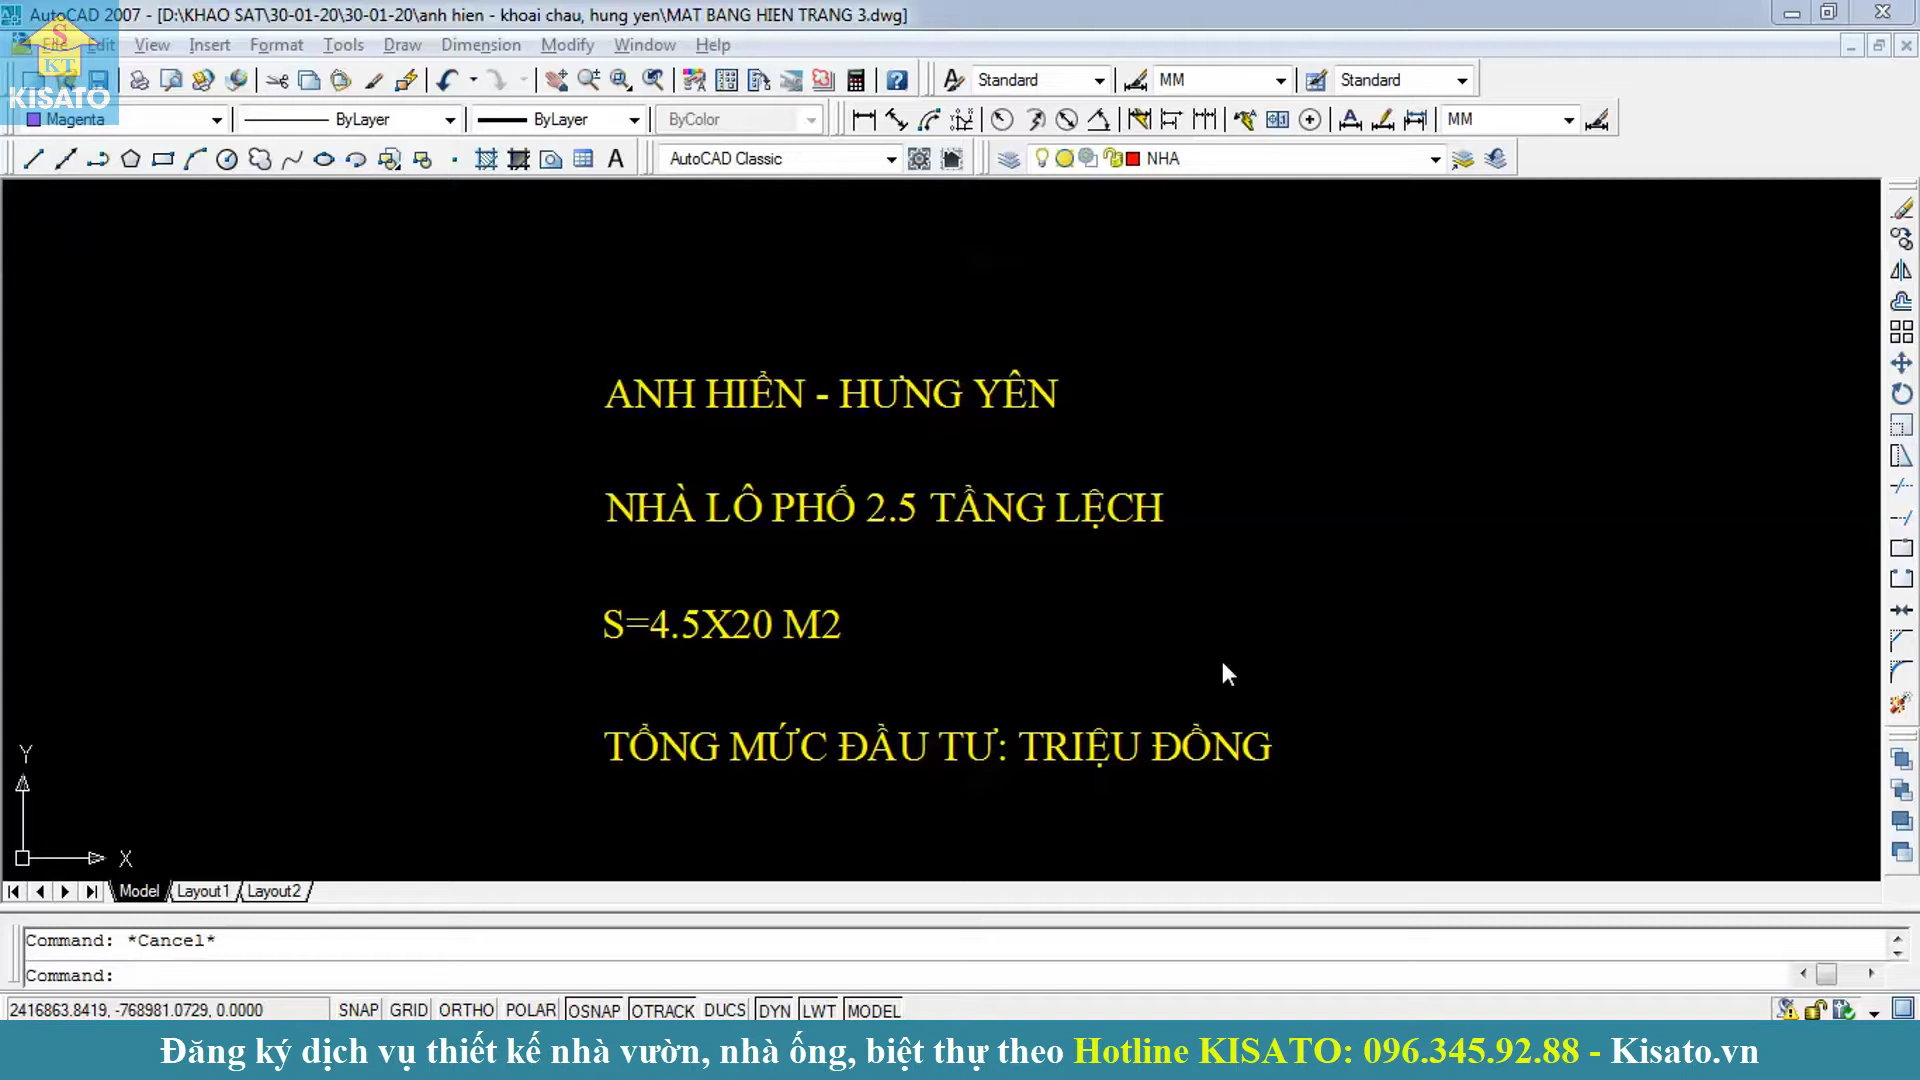 AutoCAD 2007 - [D:\KHAO SAT\30-01-20\30-01-20\anh hien - khoai chau, hung yen\MAT BANG HIEN TRANG 3.dwg]
File Edit View Insert Format Tools Draw Dimension Modify Window Help
S
KT
KISATO
Standard MM Standard
Magenta ByLayer ByLayer ByColor MM
AutoCAD Classic NHA
ANH HIỂN - HƯNG YÊN
NHÀ LÔ PHỐ 2.5 TẦNG LỆCH
S=4.5X20 M2
TỔNG MỨC ĐẦU TƯ: TRIỆU ĐỒNG
Y
X
Model Layout1 Layout2
Command: *Cancel*
Command:
2416863.8419, -768981.0729, 0.0000 SNAP GRID ORTHO POLAR OSNAP OTRACK DUCS DYN LWT MODEL
Đăng ký dịch vụ thiết kế nhà vườn, nhà ống, biệt thự theo Hotline KISATO: 096.345.92.88 - Kisato.vn